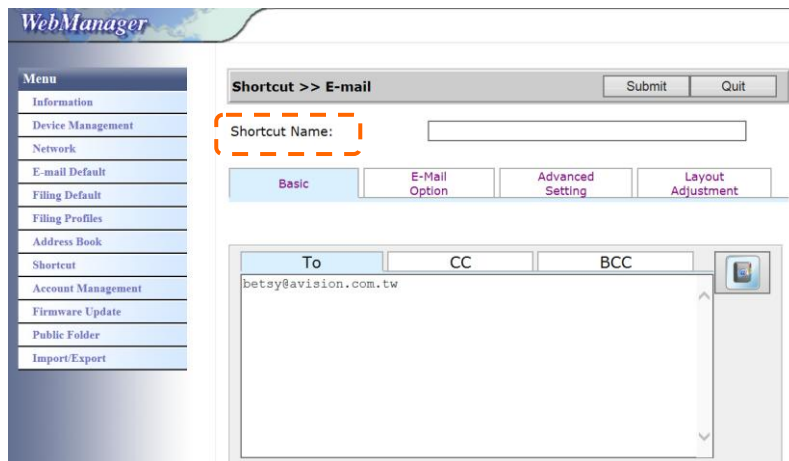 WebManager
Menu
Information
Device Management
Network
E-mail Default
Filing Default
Filing Profiles
Address Book
Shortcut
Account Management
Firmware Update
Public Folder
Import/Export
Shortcut >> E-mail
Submit
Quit
Shortcut Name:
Basic
E-Mail
Option
Advanced
Setting
Layout
Adjustment
To
CC
BCC
betsy@avision.com.tw